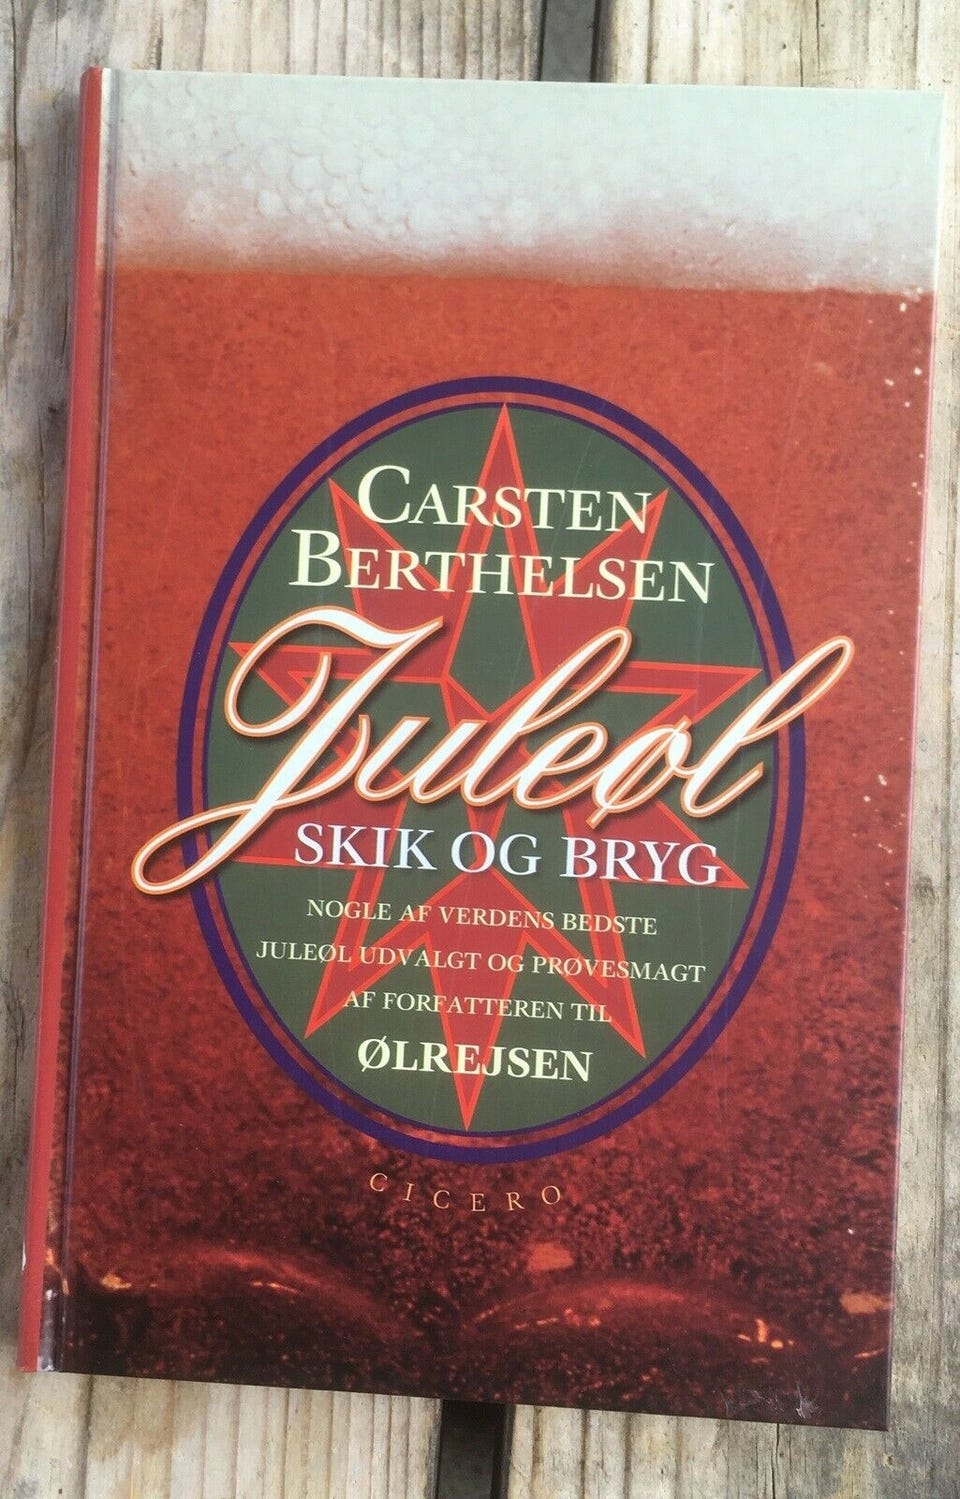 CARSTEN
BERTHELSEN
Juleøl
SKIK OG BRYG
NOGLE AF VERDENS BEDSTE
JULEØL UDVALGT OG PRØVESMAGT
AF FORFATTEREN TIL
ØLREJSEN
CICERO